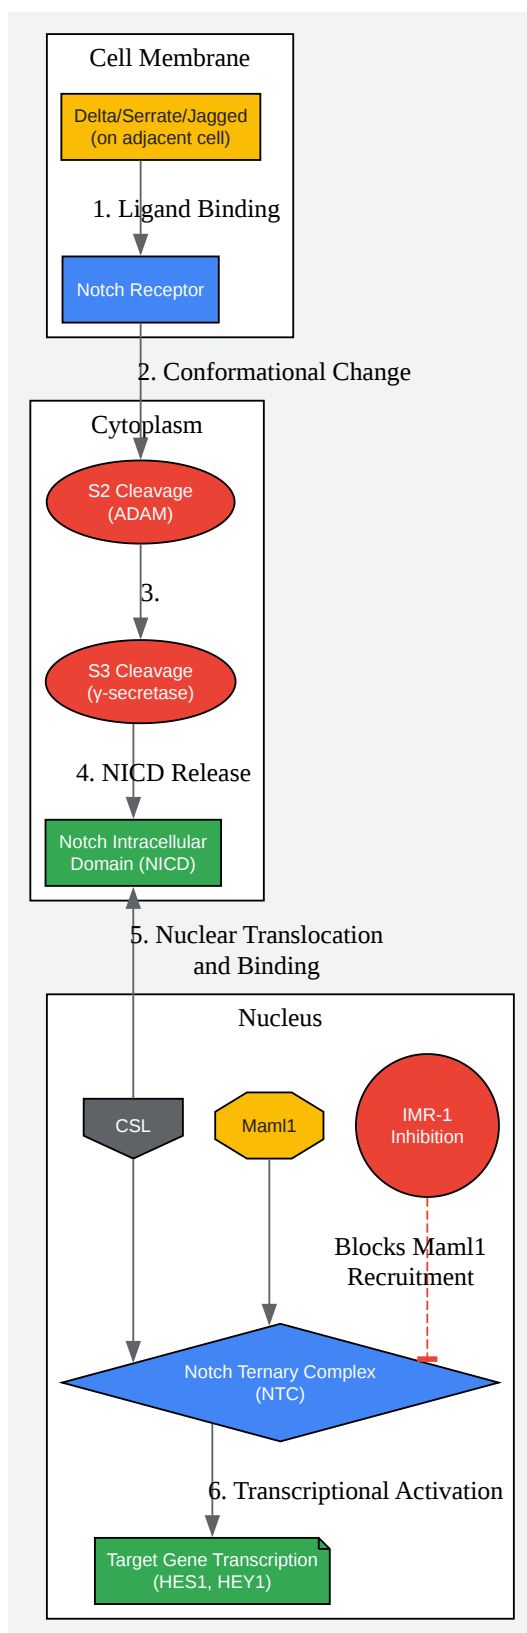 Cell Membrane
Delta/Serrate/Jagged
(on adjacent cell)
1. Ligand Binding
Notch Receptor
2. Conformational Change
Cytoplasm
S2 Cleavage
(ADAM)
3.
S3 Cleavage
(γ-secretase)
4. NICD Release
Notch Intracellular
Domain (NICD)
5. Nuclear Translocation
and Binding
Nucleus
CSL
Maml1
IMR-1
Inhibition
Blocks Maml1
Recruitment
Notch Ternary Complex
(NTC)
6. Transcriptional Activation
Target Gene Transcription
(HES1, HEY1)